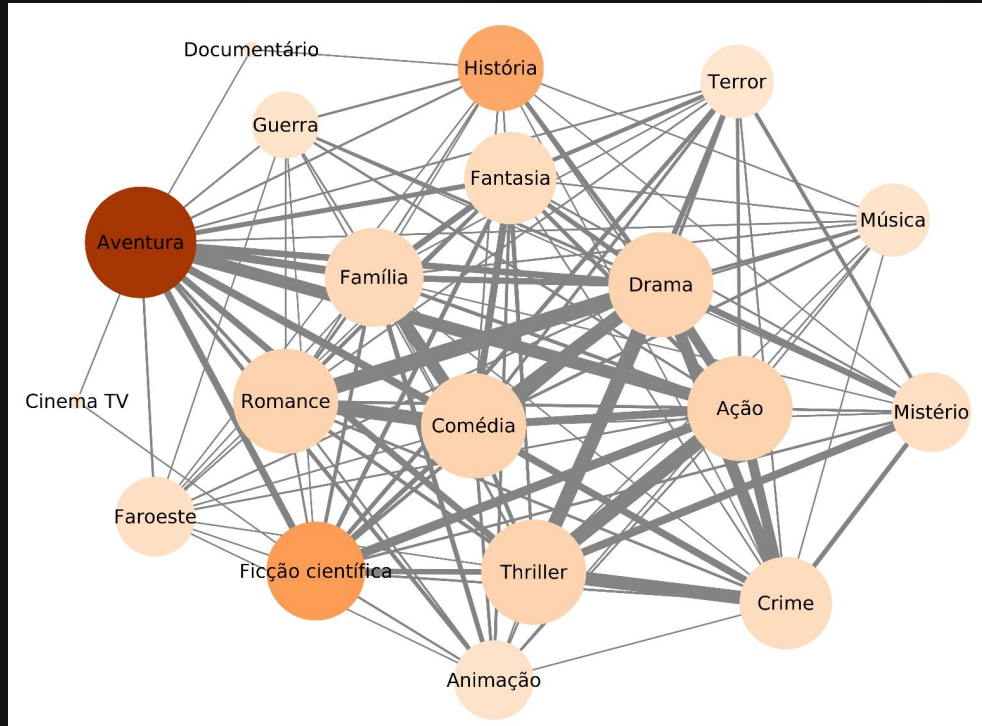 Documentário
História
Terror
Guerra
Fantasia
Música
Aventura
Família
Drama
Cinema TV
Romance
Comédia
Ação
Mistério
Faroeste
Ficção científica
Thriller
Crime
Animação